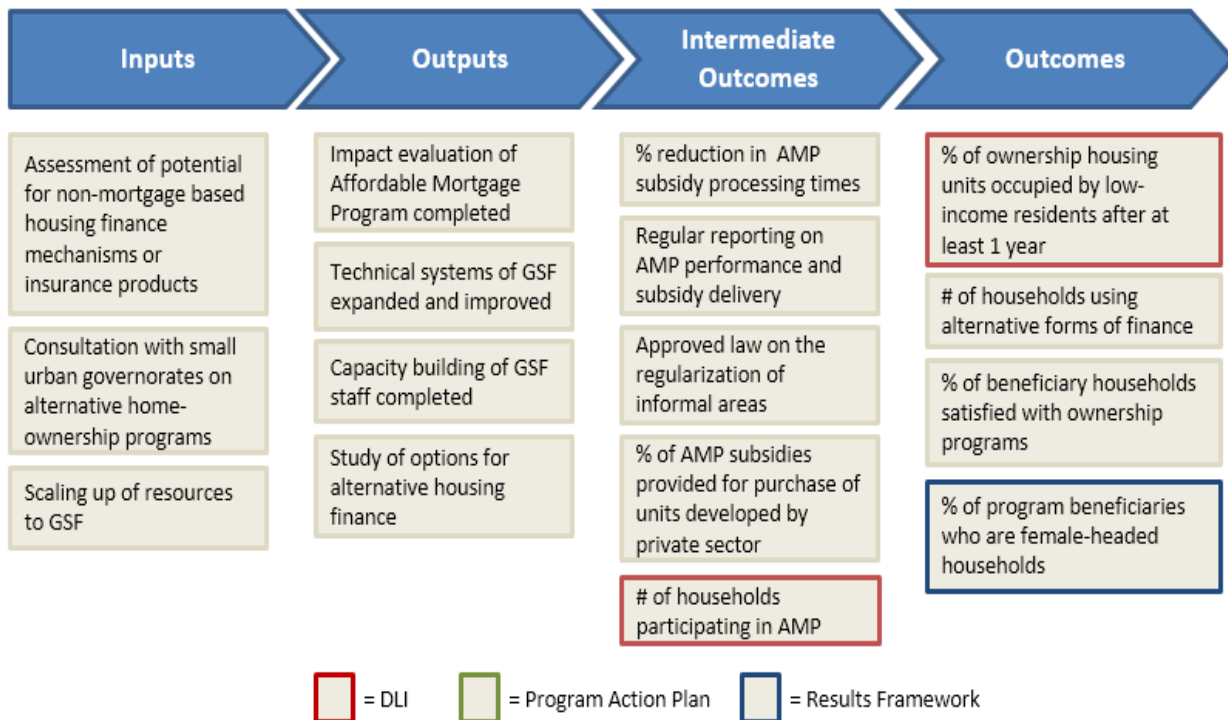 Inputs
Outputs
Intermediate
Outcomes
Outcomes
Assessment of potential
for non-mortgage based
housing finance
mechanisms or
insurance products
Consultation with small
urban governorates on
alternative home-
ownership programs
Scaling up of resources
to GSF
Impact evaluation of
Affordable Mortgage
Program completed
Technical systems of GSF
expanded and improved
Capacity building of GSF
staff completed
Study of options for
alternative housing
finance
% reduction in AMP
subsidy processing times
Regular reporting on
AMP performance and
subsidy delivery
Approved law on the
regularization of
informal areas
% of AMP subsidies
provided for purchase of
units developed by
private sector
# of households
participating in AMP
% of ownership housing
units occupied by low-
income residents after at
least 1 year
# of households using
alternative forms of finance
% of beneficiary households
satisfied with ownership
programs
% of program beneficiaries
who are female-headed
households
= DLI
= Program Action Plan
= Results Framework